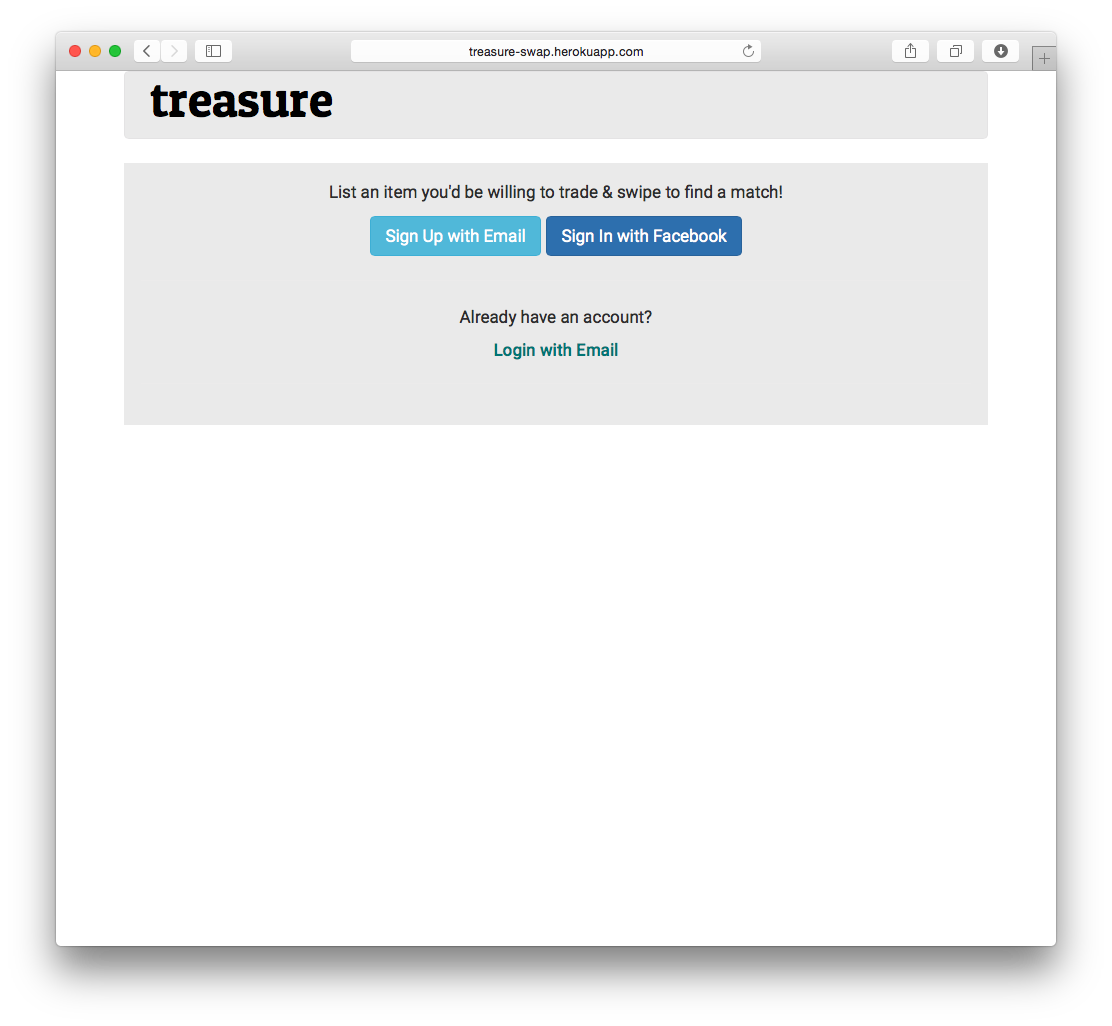 treasure-swap.herokuapp.com
treasure
List an item you'd be willing to trade & swipe to find a match!
Sign Up with Email Sign In with Facebook
Already have an account?
Login with Email